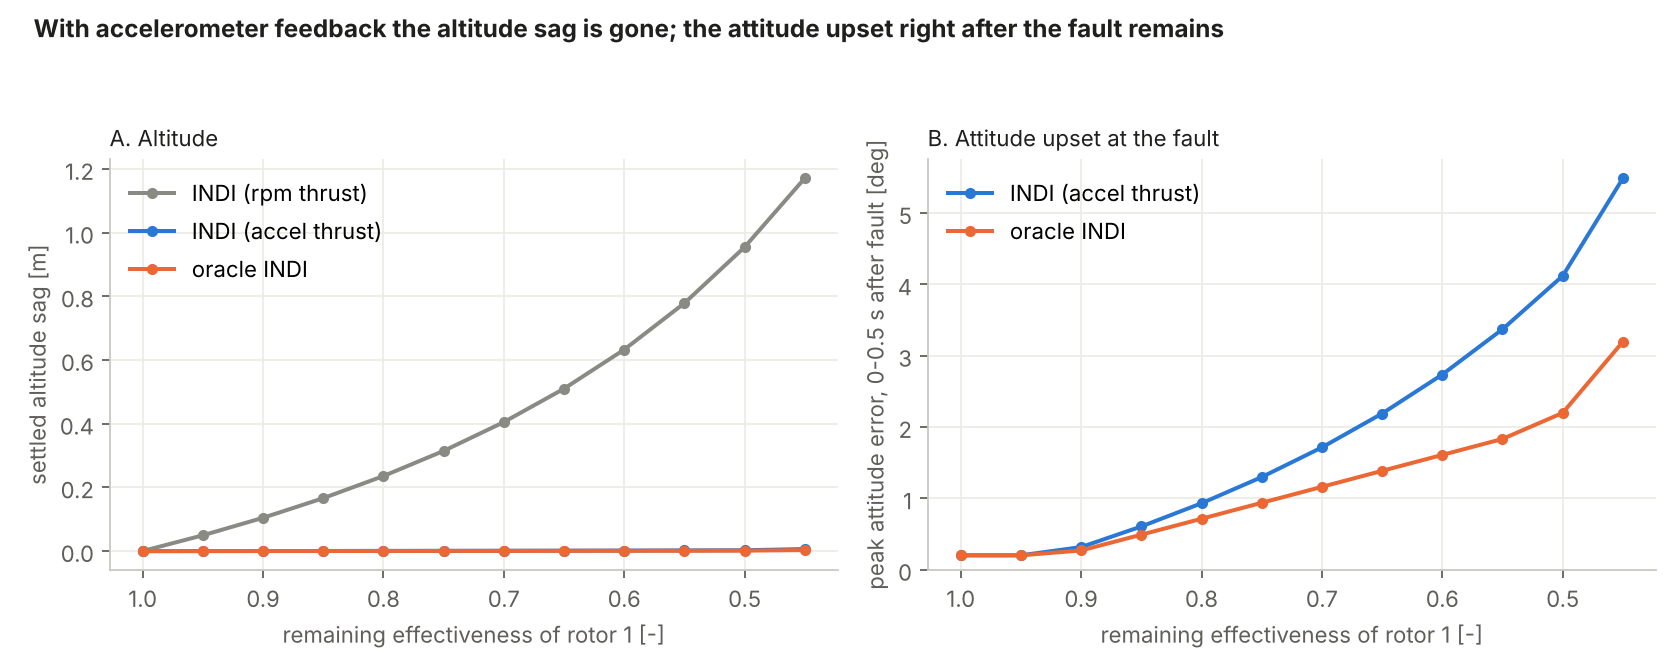 With accelerometer feedback the altitude sag is gone; the attitude upset right after the fault remains
A. Altitude
settled altitude sag [m]
1.2
1.0
0.8
0.6
0.4
0.2
0.0
INDI (rpm thrust)
INDI (accel thrust)
oracle INDI
1.0 0.9 0.8 0.7 0.6 0.5
remaining effectiveness of rotor 1 [-]
B. Attitude upset at the fault
peak attitude error, 0-0.5 s after fault [deg]
5
4
3
2
1
0
INDI (accel thrust)
oracle INDI
1.0 0.9 0.8 0.7 0.6 0.5
remaining effectiveness of rotor 1 [-]